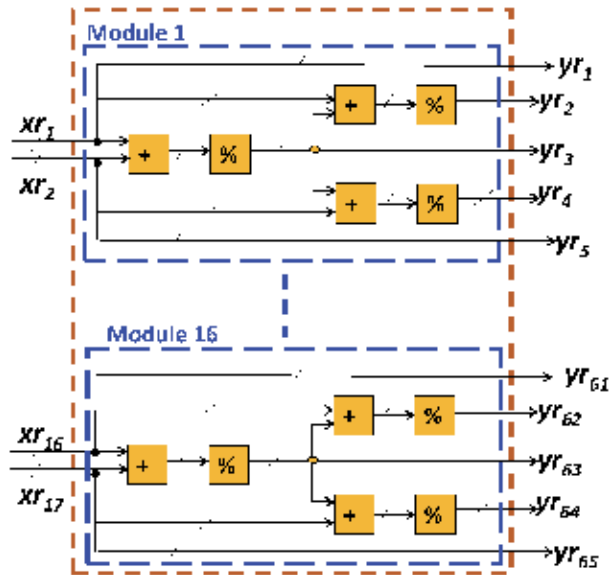 Module 1
xr1
xr2
+
%
+
%
+
%
yr1
yr2
yr3
yr4
yr5
Module 16
xr16
xr17
+
%
+
%
+
%
yr61
yr62
yr63
yr64
yr65